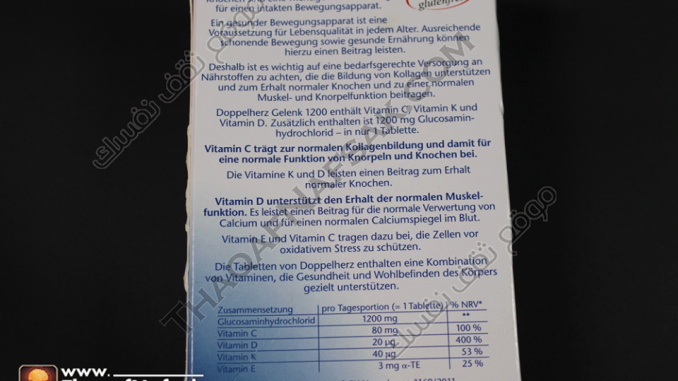 für einen intakten Bewegungsapparat.
glutenfrei
Ein gesunder Bewegungsapparat ist eine
Voraussetzung für Lebensqualität in jedem Alter. Ausreichende
schonende Bewegung sowie gesunde Ernährung können
hierzu einen Beitrag leisten.
Deshalb ist es wichtig auf eine bedarfsgerechte Versorgung an
Nährstoffen zu achten, die die Bildung von Kollagen unterstützen
und zum Erhalt normaler Knochen und zu einer normalen
Muskel- und Knorpelfunktion beitragen.
Doppelherz Gelenk 1200 enthält Vitamin C, Vitamin K und
Vitamin D. Zusätzlich enthalten ist 1200 mg Glucosamin-
hydrochlorid – in nur 1 Tablette.
Vitamin C trägt zur normalen Kollagenbildung und damit für
eine normale Funktion von Knorpeln und Knochen bei.
Die Vitamine K und D leisten einen Beitrag zum Erhalt
normaler Knochen.
Vitamin D unterstützt den Erhalt der normalen Muskel-
funktion. Es leistet einen Beitrag für die normale Verwertung von
Calcium und für einen normalen Calciumspiegel im Blut.
Vitamin E und Vitamin C tragen dazu bei, die Zellen vor
oxidativem Stress zu schützen.
Die Tabletten von Doppelherz enthalten eine Kombination
von Vitaminen, die Gesundheit und Wohlbefinden des Körpers
gezielt unterstützen.
Zusammensetzung pro Tagesportion (= 1 Tablette) % NRV*
Glucosaminhydrochlorid 1200 mg **
Vitamin C 80 mg 100 %
Vitamin D 20 µg 400 %
Vitamin K 40 µg 53 %
Vitamin E 3 mg α-TE 25 %
THAQAFNAFSAK.COM
موقع ثقف نفسك
موقع ثقف نفسك
www.